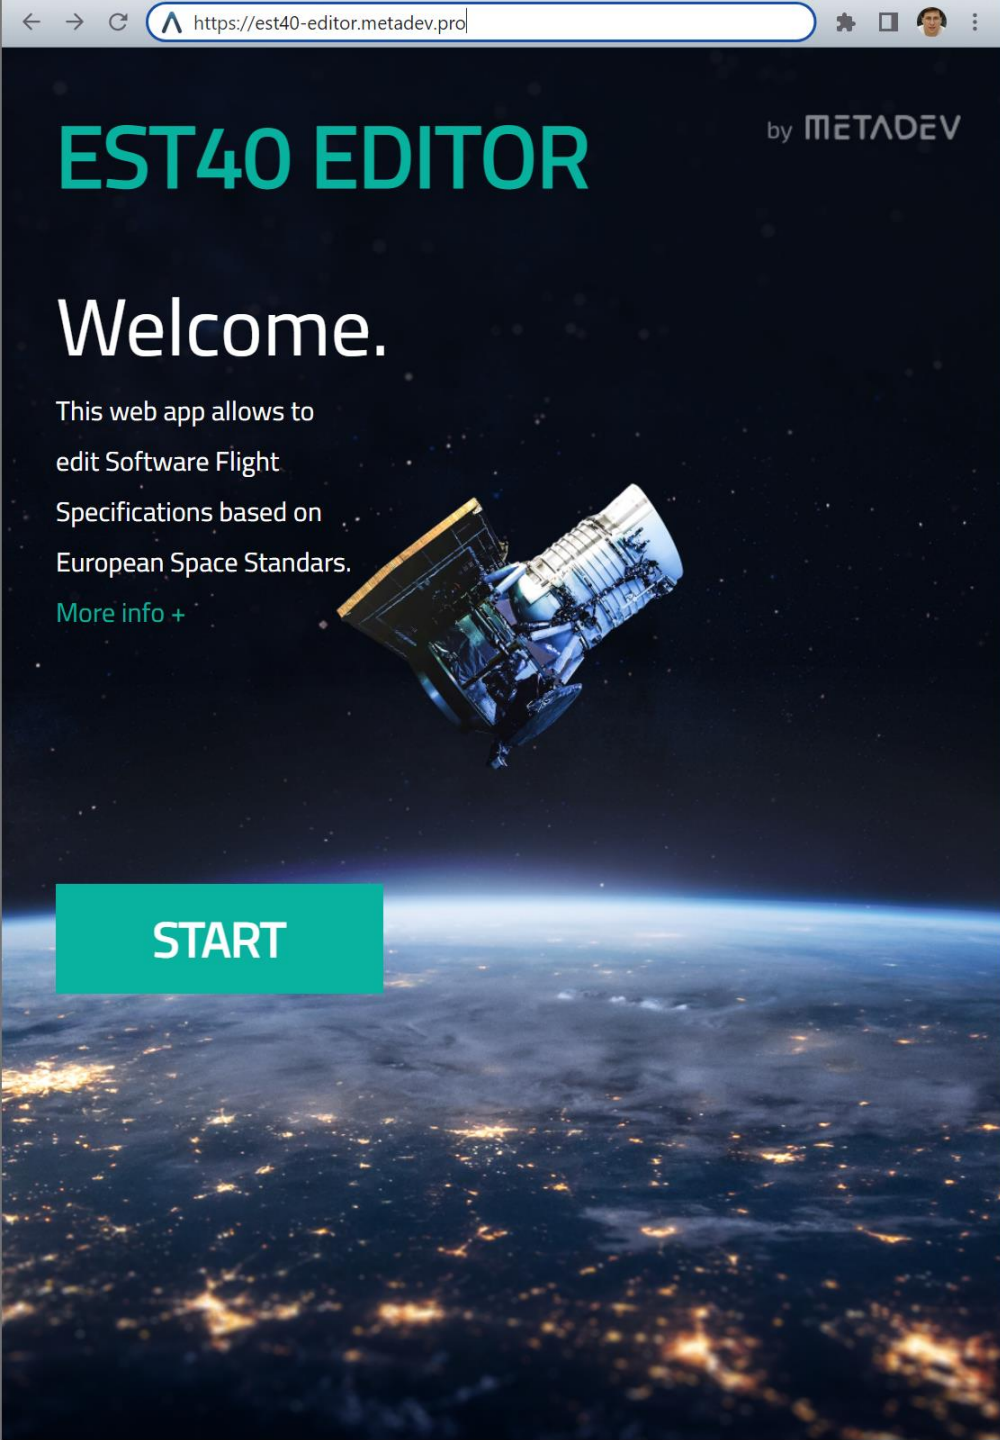 https://est40-editor.metadev.pro
EST40 EDITOR
by METADEV
Welcome.
This web app allows to
edit Software Flight
Specifications based on
European Space Standars.
More info +
START